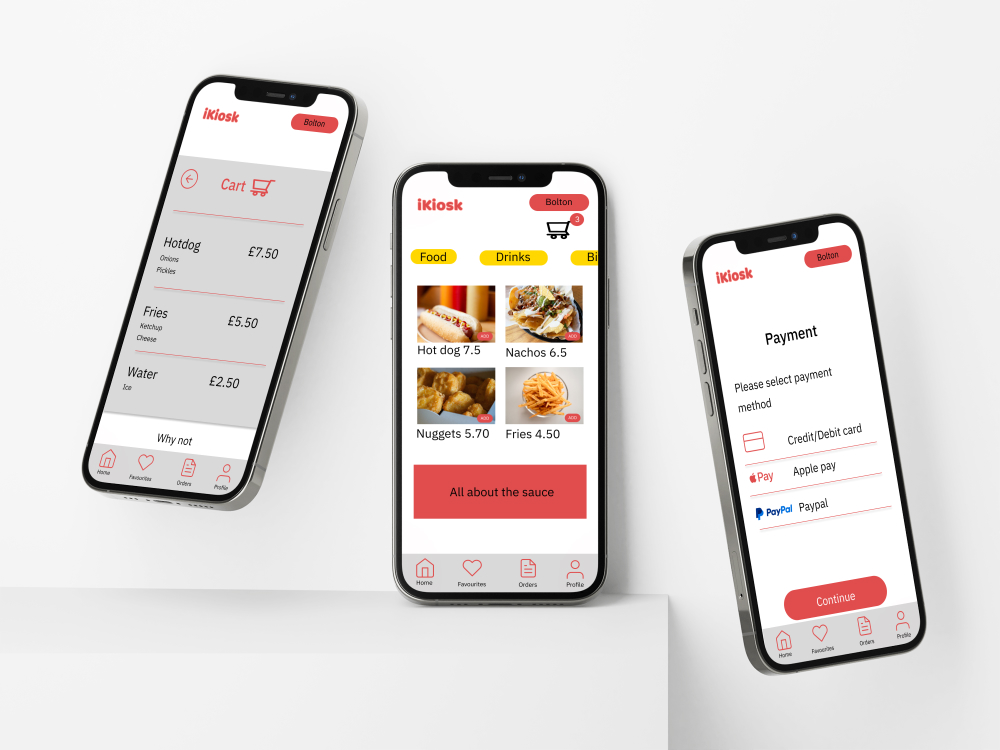 iKiosk
Bolton
Cart
Hotdog
£7.50
Onions
Pickles
Fries
£5.50
Ketchup
Cheese
Water
£2.50
Ice
Why not
Home
Favourites
Orders
Profile
iKiosk
Bolton
3
Food
Drinks
Bi
ADD
Hot dog 7.5
Nachos 6.5
ADD
ADD
Nuggets 5.70
Fries 4.50
All about the sauce
Home
Favourites
Orders
Profile
iKiosk
Bolton
Payment
Please select payment
method
Credit/Debit card
Pay
Apple pay
PayPal
Paypal
Continue
Home
Favourites
Orders
Profile